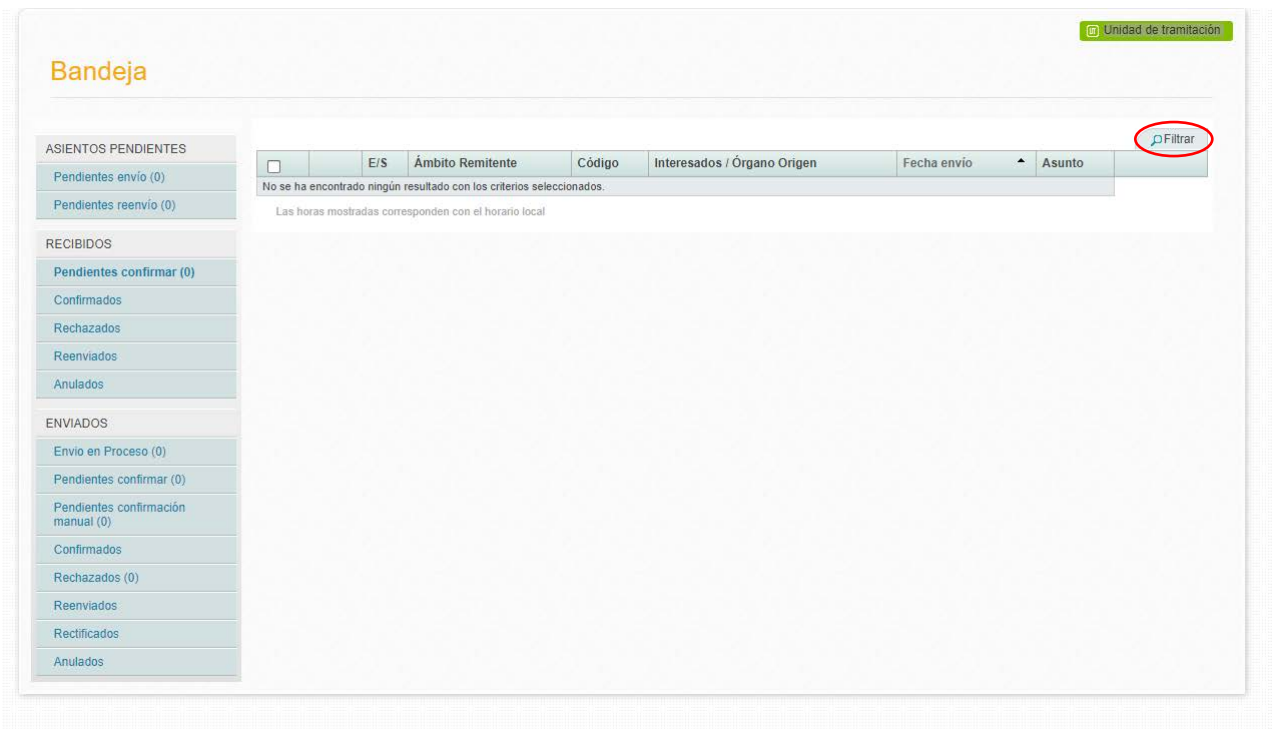 Unidad de tramitación
Bandeja
Filtrar
ASIENTOS PENDIENTES
Pendientes envío (0)
Pendientes reenvío (0)
RECIBIDOS
Pendientes confirmar (0)
Confirmados
Rechazados
Reenviados
Anulados
ENVIADOS
Envio en Proceso (0)
Pendientes confirmar (0)
Pendientes confirmación
manual (0)
Confirmados
Rechazados (0)
Reenviados
Rectificados
Anulados
E/S Ámbito Remitente Código Interesados / Órgano Origen Fecha envío Asunto
No se ha encontrado ningún resultado con los criterios seleccionados.
Las horas mostradas corresponden con el horario local